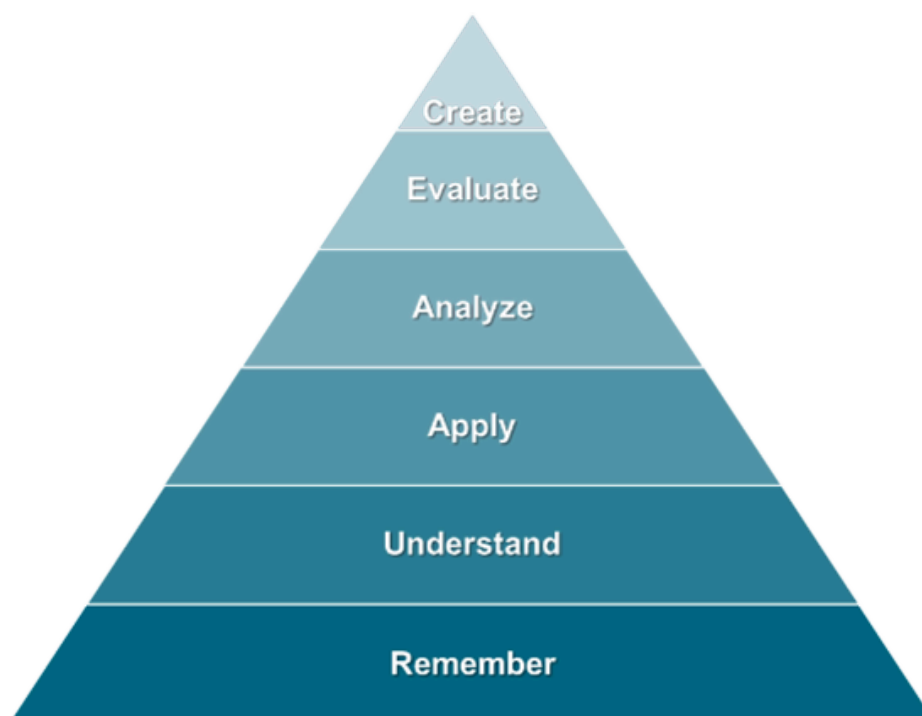 Create
Evaluate
Analyze
Apply
Understand
Remember